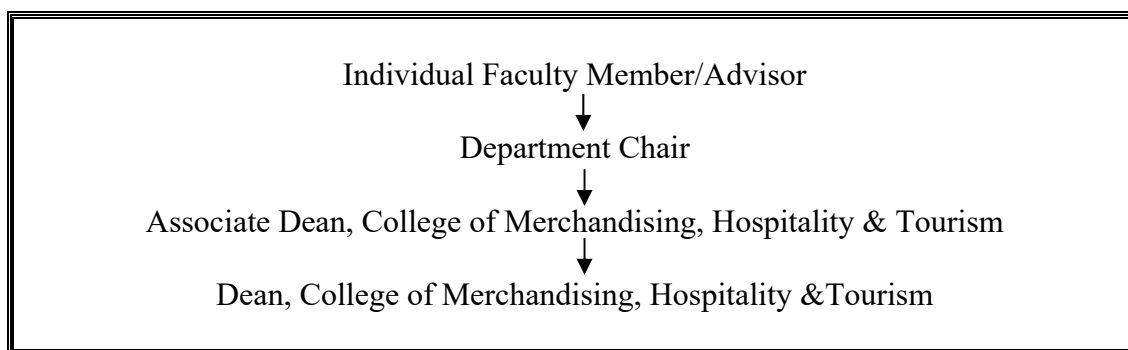 Individual Faculty Member/Advisor
Department Chair
Associate Dean, College of Merchandising, Hospitality & Tourism
Dean, College of Merchandising, Hospitality &Tourism